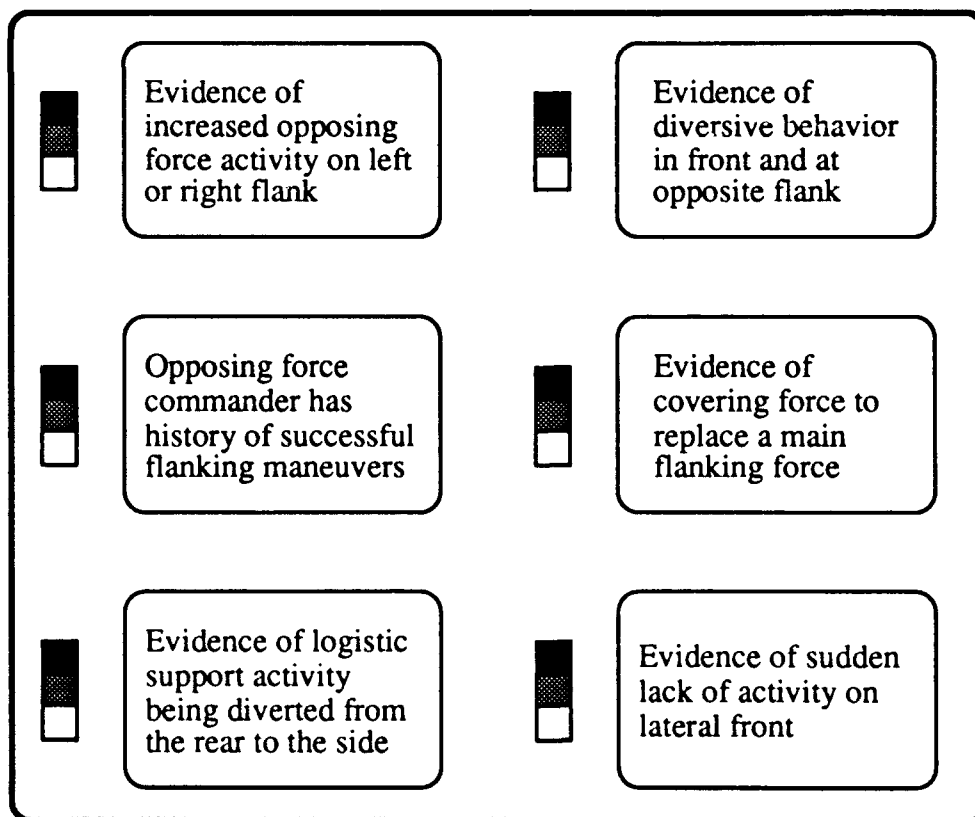 Evidence of
increased opposing
force activity on left
or right flank
Evidence of
diversive behavior
in front and at
opposite flank
Opposing force
commander has
history of successful
flanking maneuvers
Evidence of
covering force to
replace a main
flanking force
Evidence of logistic
support activity
being diverted from
the rear to the side
Evidence of sudden
lack of activity on
lateral front